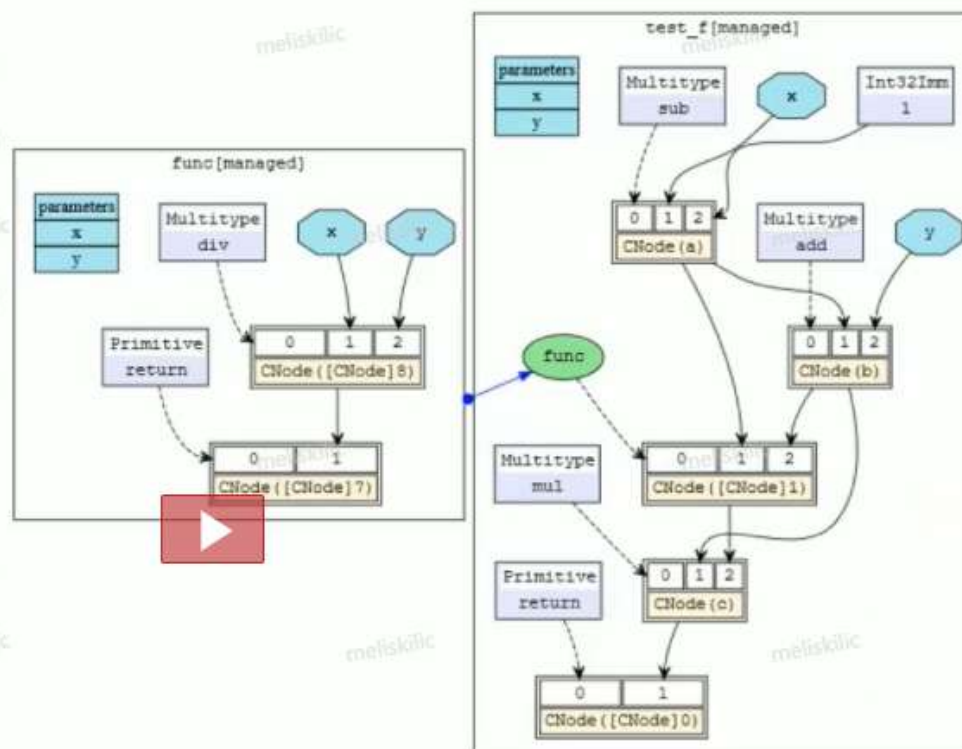 func[managed]
parameters
x
y
Multitype
div
x
y
Primitive
return
0 1 2
CNode([CNode]8)
0 1
CNode([CNode]7)
test_f[managed]
parameters
x
y
Multitype
sub
x
Int32Imm
1
0 1 2
CNode(a)
Multitype
add
y
0 1 2
CNode(b)
func
0 1 2
CNode([CNode]1)
Multitype
mul
0 1 2
CNode(c)
Primitive
return
0 1
CNode([CNode]0)
meliskilic
meliskilic
meliskilic
meliskilic